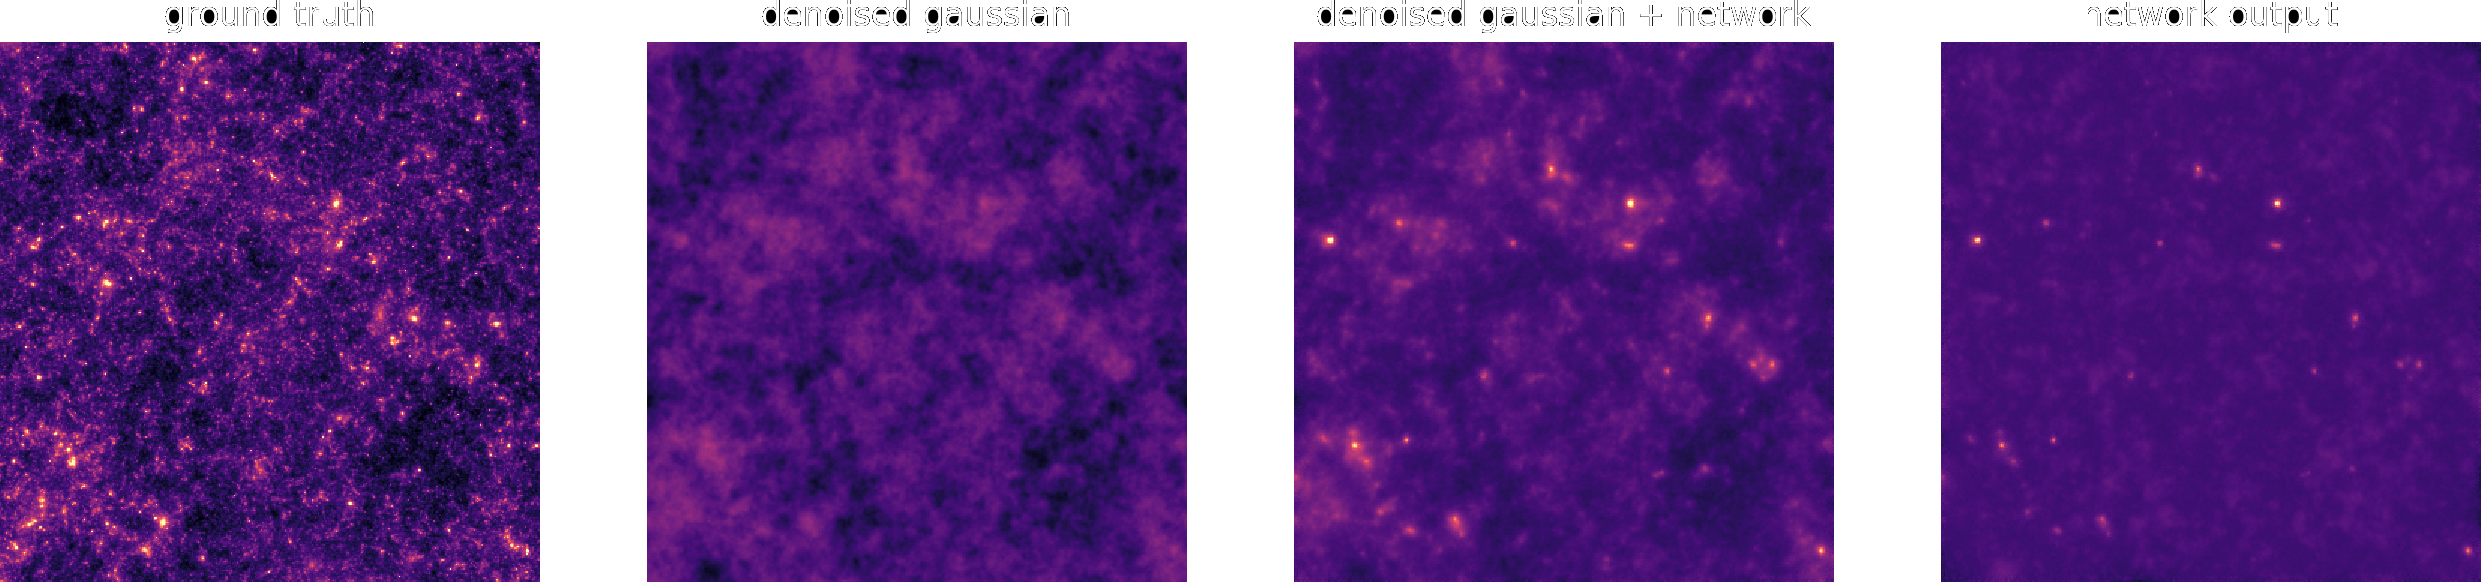 ground truth
denoised gaussian
denoised gaussian + network
network output